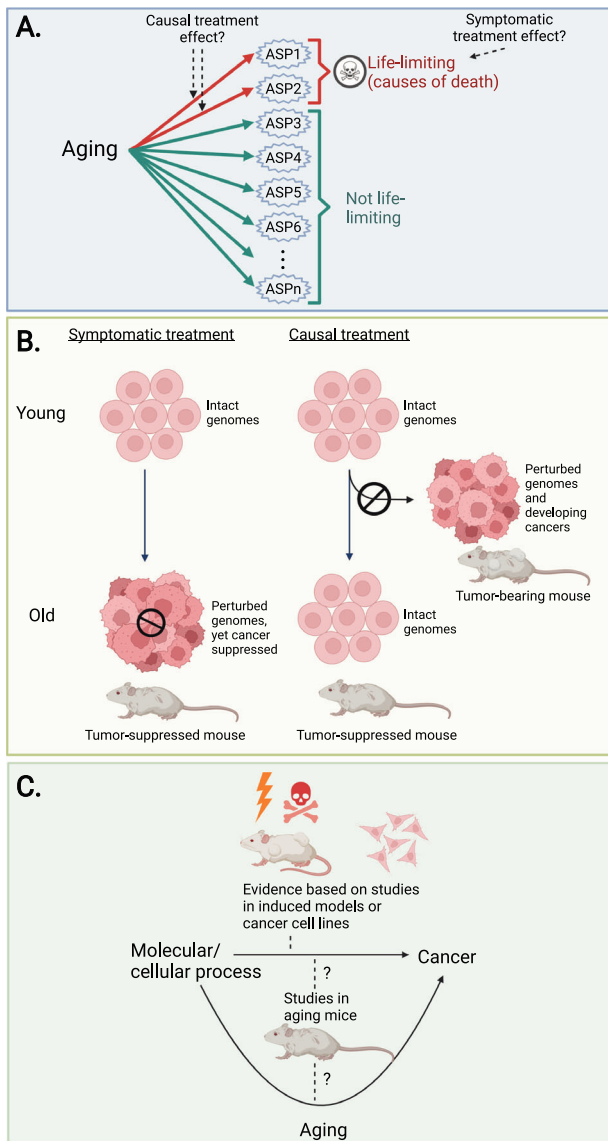 A.
Causal treatment
effect?
Symptomatic
treatment effect?
ASP1
ASP2
Life-limiting
(causes of death)
Aging
ASP3
ASP4
ASP5
ASP6
Not life-
limiting
ASPn
B.
Symptomatic treatment
Causal treatment
Young
Intact
genomes
Intact
genomes
Perturbed
genomes
and
developing
cancers
Tumor-bearing mouse
Old
Perturbed
genomes,
yet cancer
suppressed
Intact
genomes
Tumor-suppressed mouse
Tumor-suppressed mouse
C.
Evidence based on studies
in induced models or
cancer cell lines
Molecular/
cellular process
Cancer
?
Studies in
aging mice
?
Aging